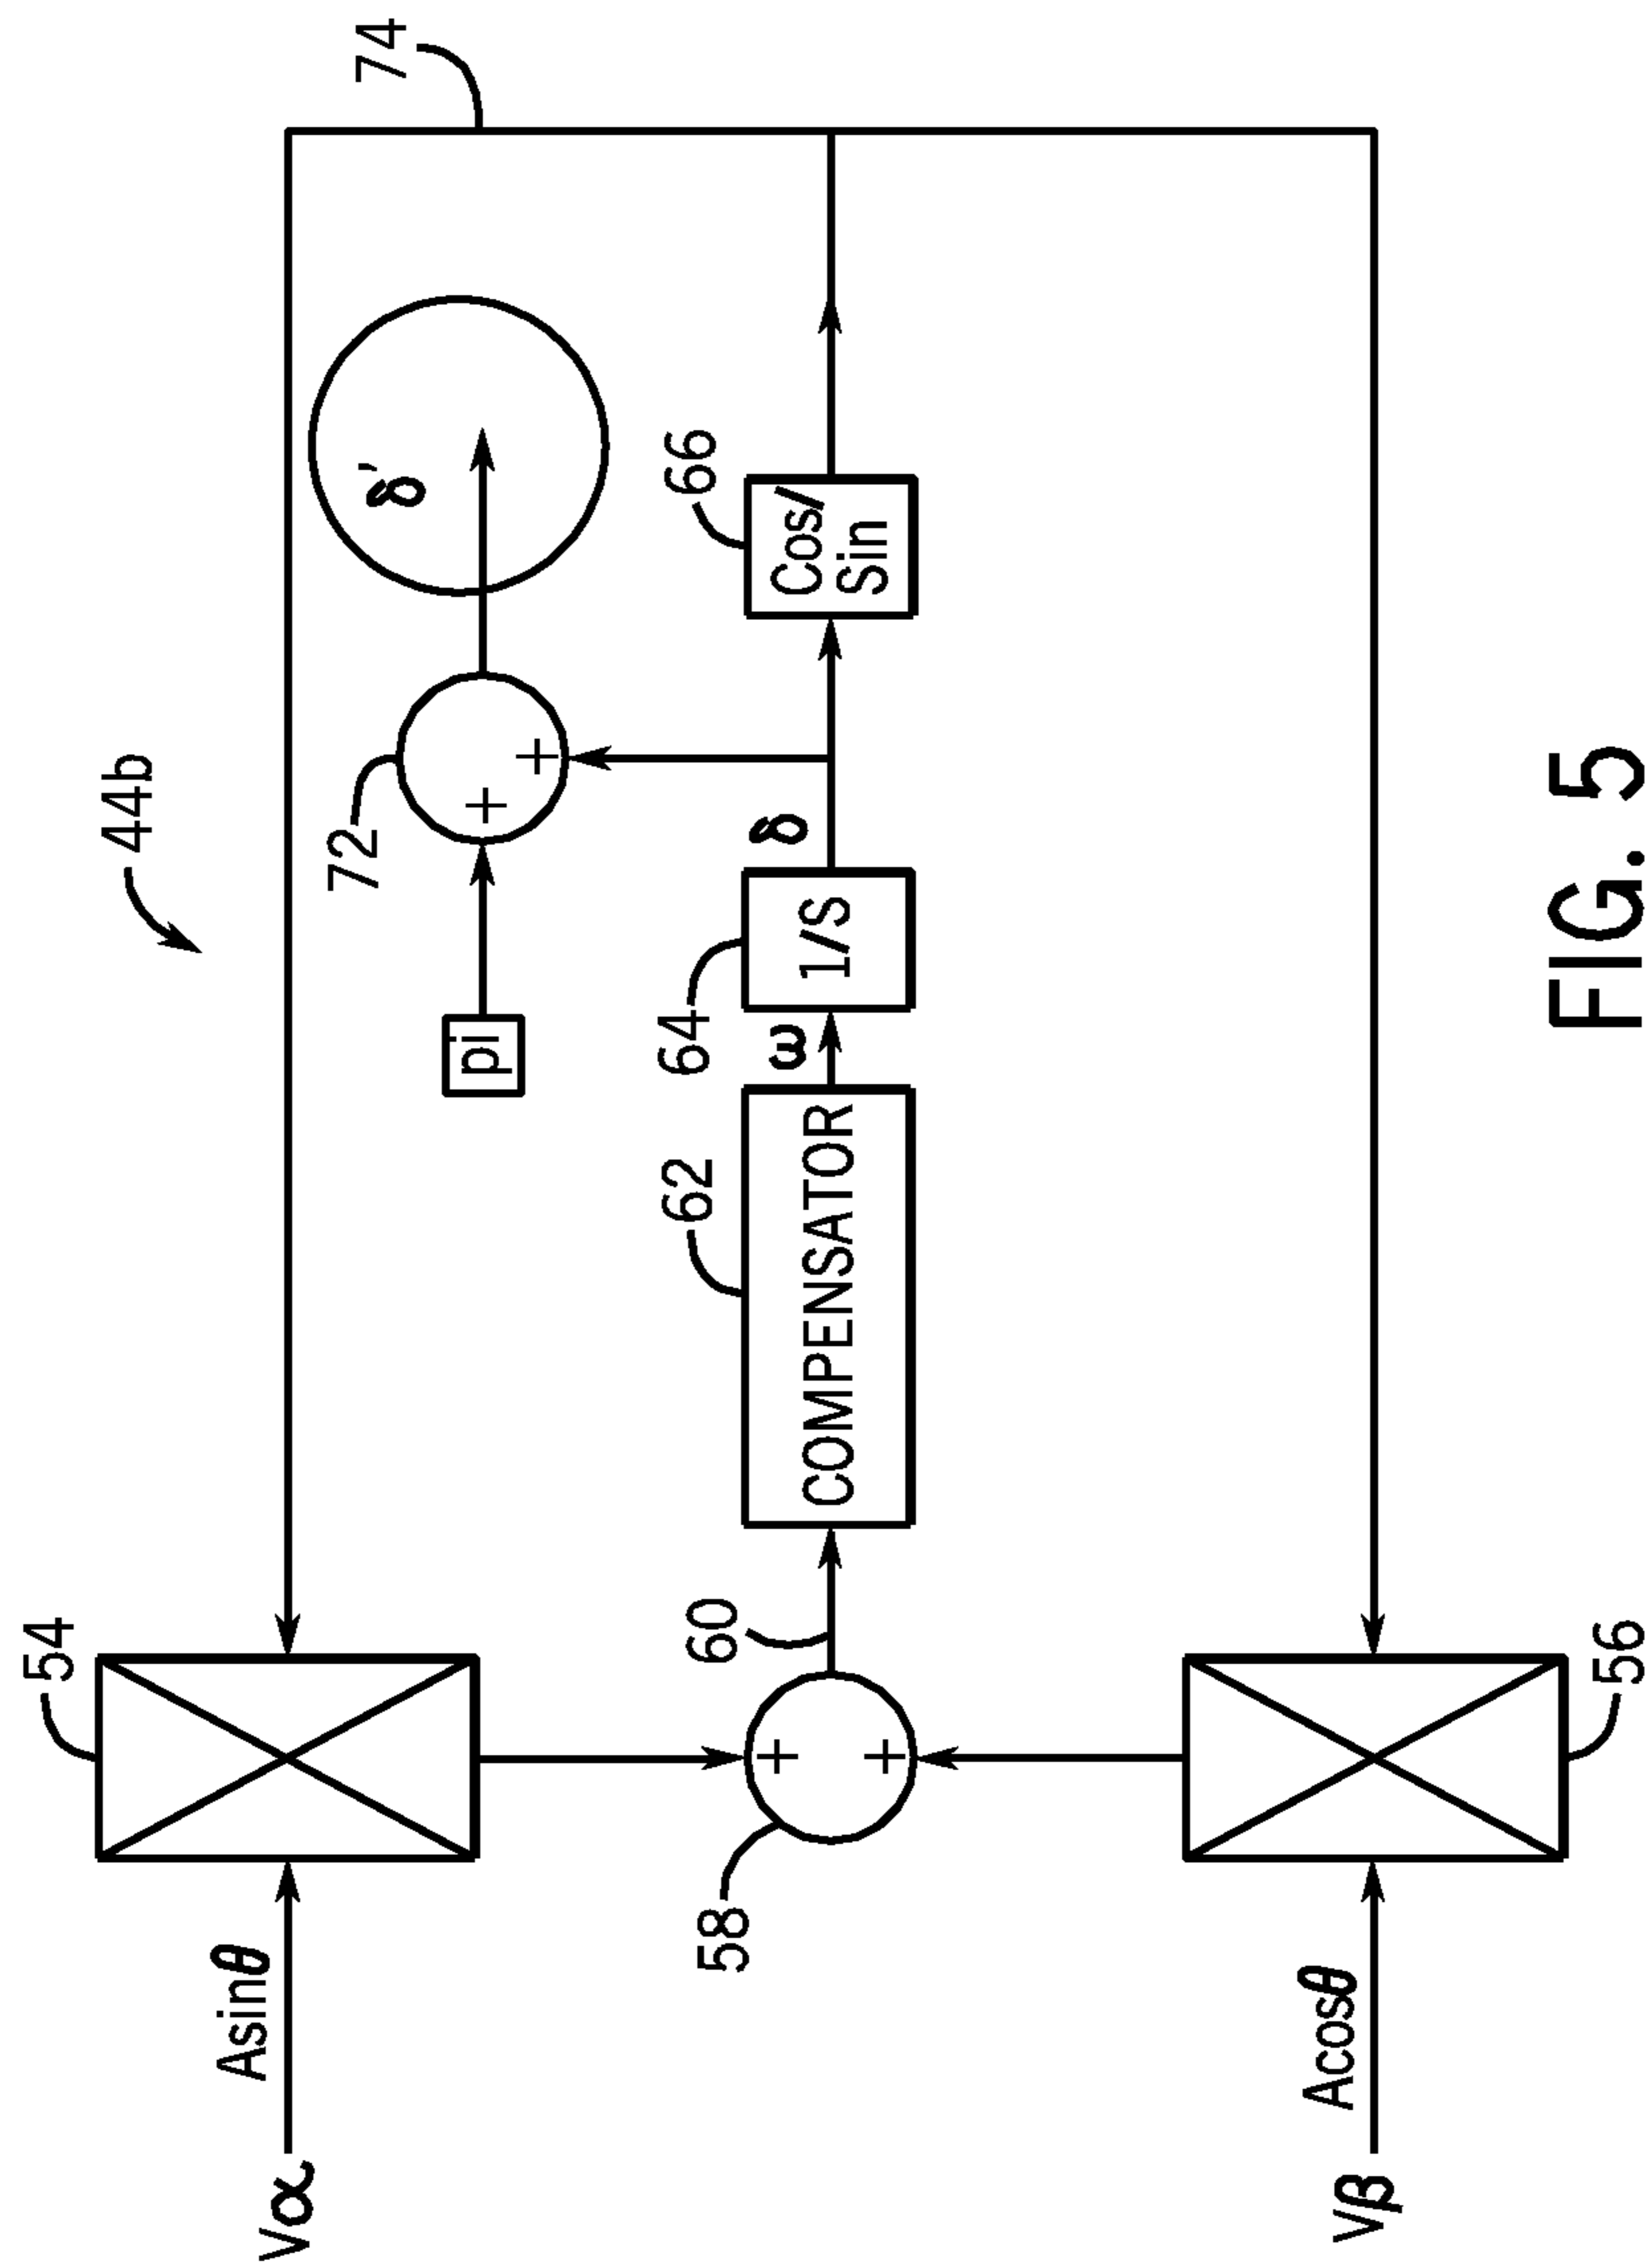 44b
74
54
Vα
Asinθ
72
pi
δ'
58
60
62
COMPENSATOR
ω
64
1/S
δ
66
Cos/
Sin
Vβ
Acosθ
56
FIG. 5